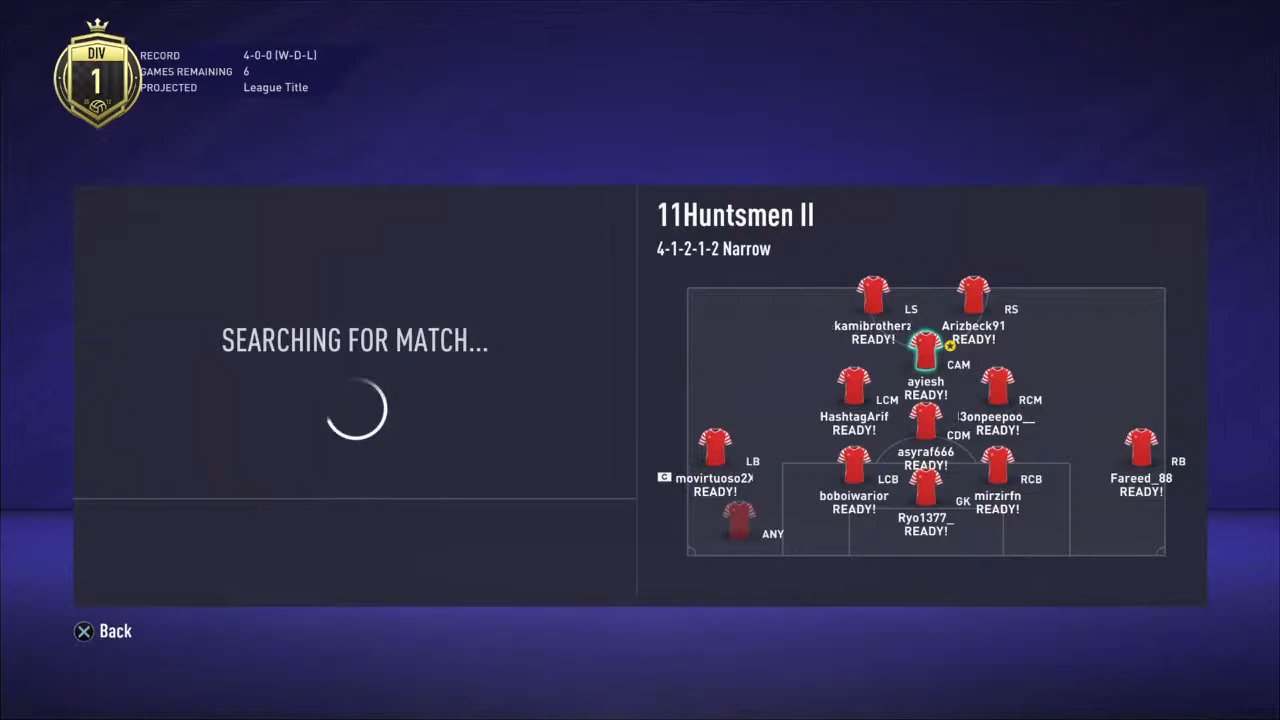 DIV
1
RECORD 4-0-0 (W-D-L)
GAMES REMAINING 6
PROJECTED League Title
SEARCHING FOR MATCH...
11Huntsmen II
4-1-2-1-2 Narrow
LS
kamibrotherz
READY!
RS
Arizbeck91
READY!
CAM
ayiesh
READY!
LCM
HashtagArif
READY!
RCM
3onpeepoo__
READY!
CDM
asyraf666
READY!
LB
C movirtuoso2X
READY!
RB
Fareed_88
READY!
LCB
boboiwarior
READY!
RCB
mirzirfn
READY!
GK
Ryo1377_
READY!
ANY
Back